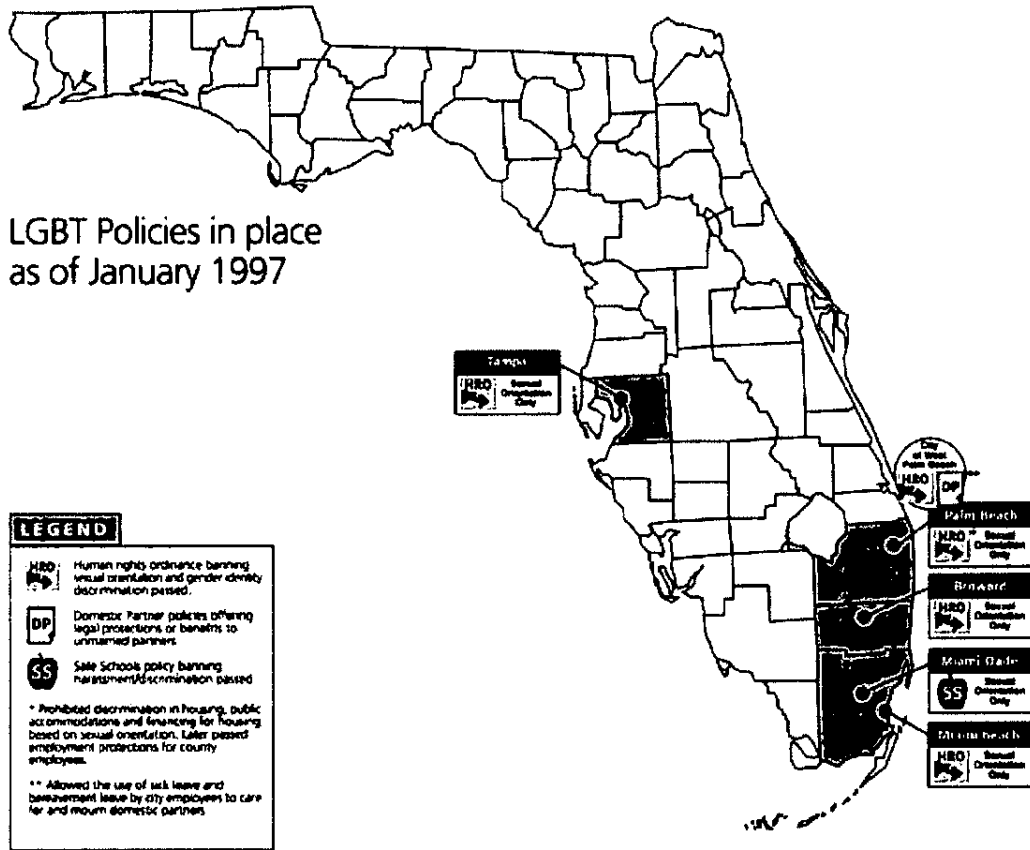 LGBT Policies in place
as of January 1997
Tampa
HRO
Sexual
Orientation
Only
City
of West
Palm Beach
HRO
DP
**
Palm Beach
HRO
*
Sexual
Orientation
Only
Broward
HRO
Sexual
Orientation
Only
Miami Dade
SS
Sexual
Orientation
Only
Miami Beach
HRO
Sexual
Orientation
Only
LEGEND
HRO
Human rights ordinance banning
sexual orientation and gender identity
discrimination passed.
DP
Domestic Partner policies offering
legal protections or benefits to
unmarried partners
SS
Safe Schools policy banning
harassment/discrimination passed
* Prohibited discrimination in housing, public
accommodations and financing for housing
based on sexual orientation. Later passed
employment protections for county
employees.
** Allowed the use of sick leave and
bereavement leave by city employees to care
for and mourn domestic partners